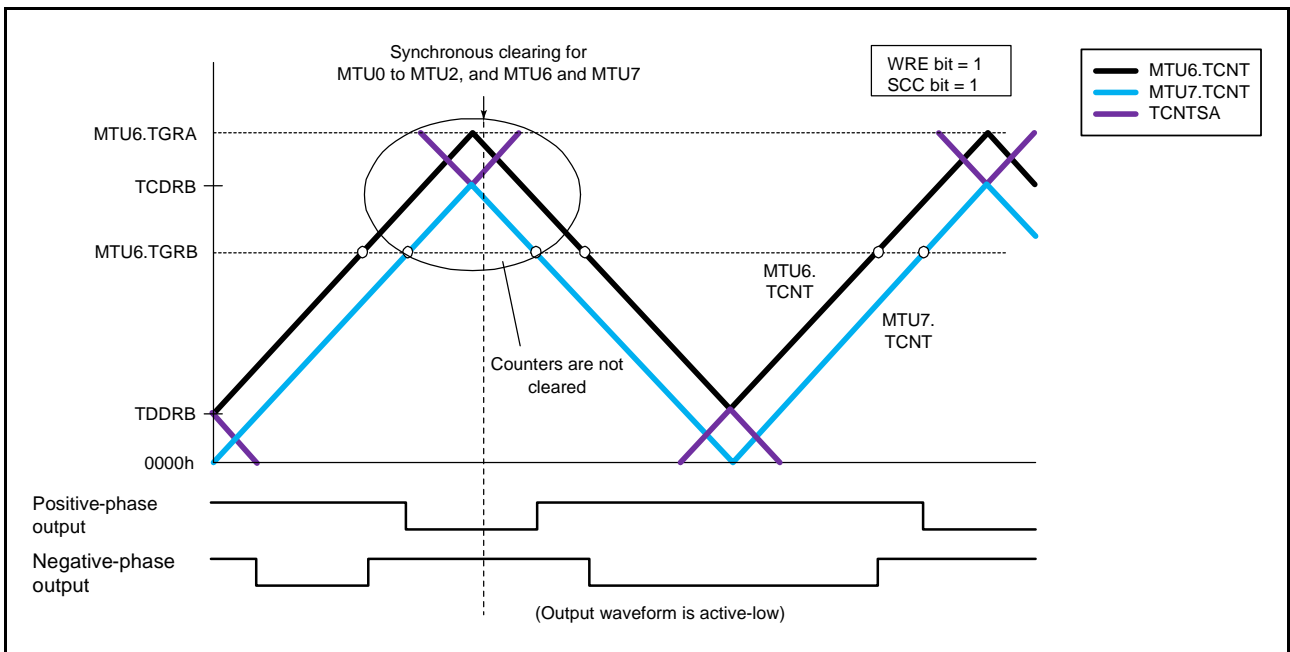 Synchronous clearing for
MTU0 to MTU2, and MTU6 and MTU7
WRE bit = 1
SCC bit = 1
MTU6.TCNT
MTU7.TCNT
TCNTSA
MTU6.TGRA
TCDRB
MTU6.TGRB
MTU6.
TCNT
MTU7.
TCNT
Counters are not
cleared
TDDRB
0000h
Positive-phase
output
Negative-phase
output
(Output waveform is active-low)